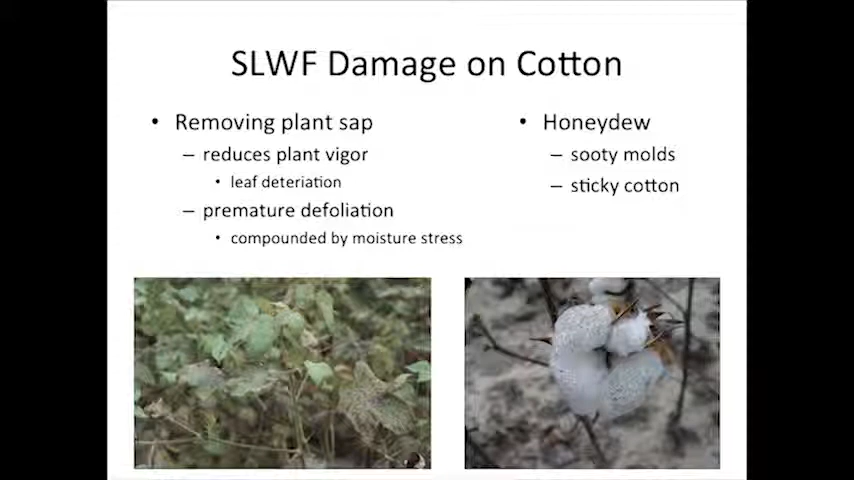 SLWF Damage on Cotton
• Removing plant sap
– reduces plant vigor
• leaf deteriation
– premature defoliation
• compounded by moisture stress
• Honeydew
– sooty molds
– sticky cotton